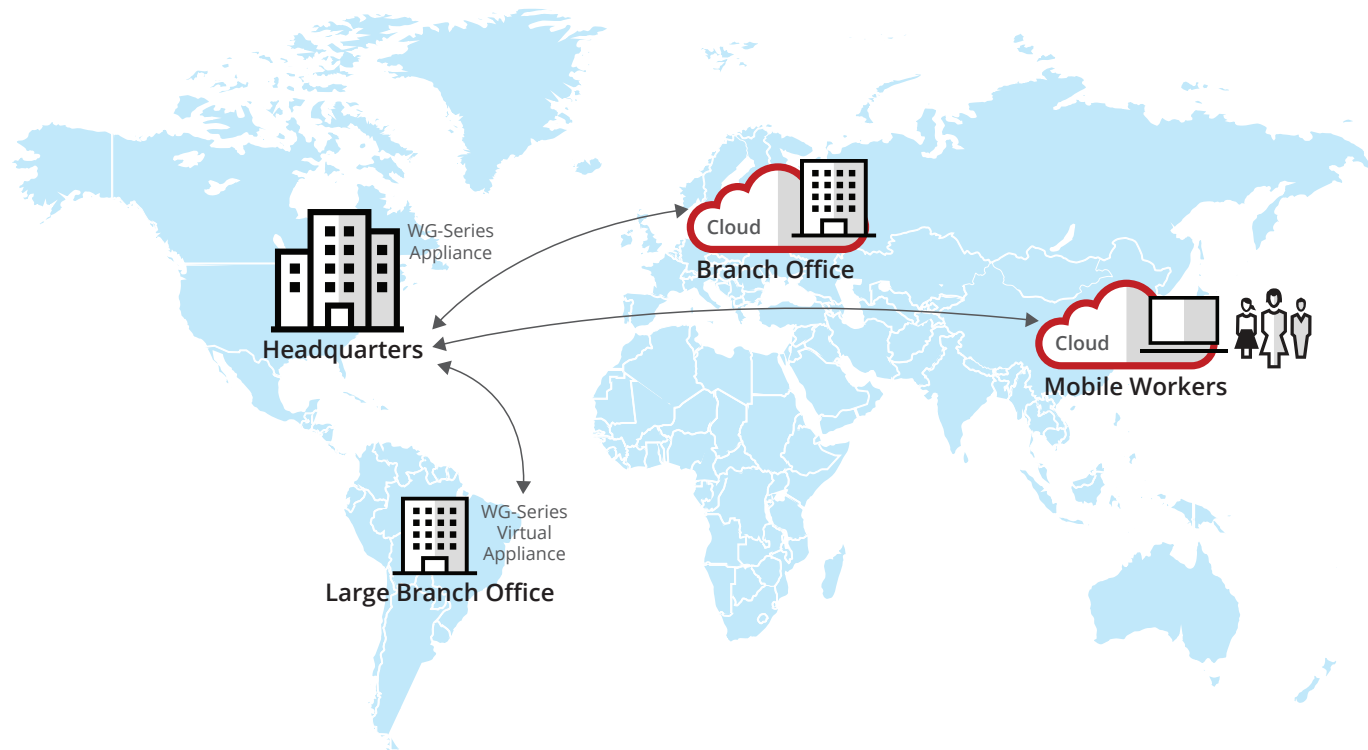 WG-Series
Appliance
Headquarters
Cloud
Branch Office
Cloud
Mobile Workers
WG-Series
Virtual
Appliance
Large Branch Office